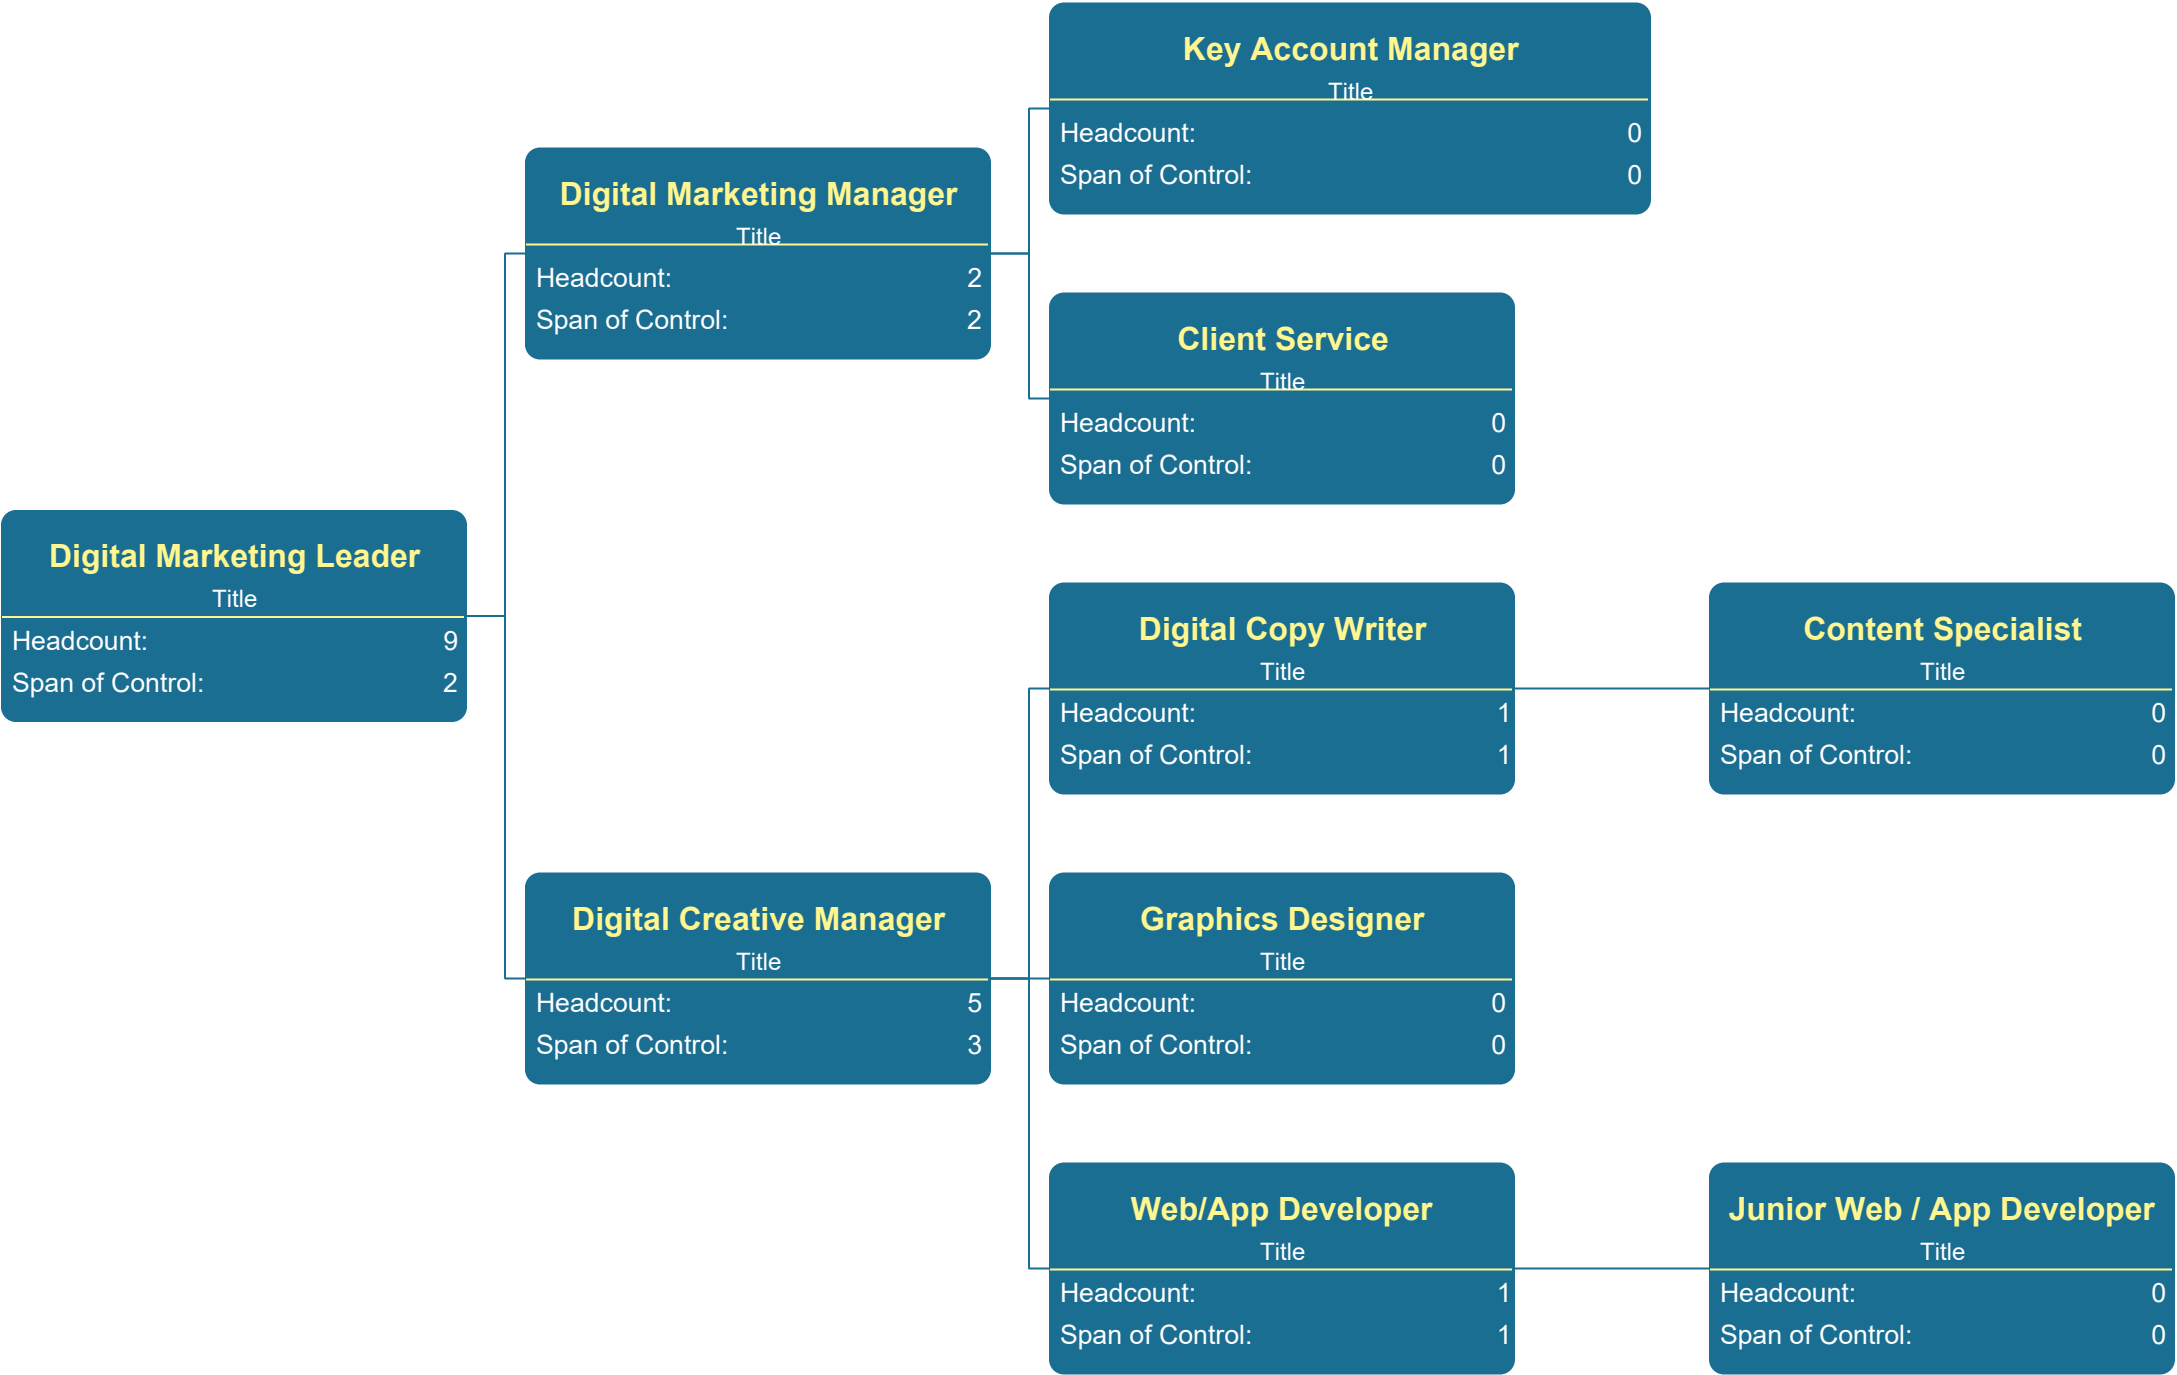 Key Account Manager
Title
Headcount: 0
Span of Control: 0
Digital Marketing Manager
Title
Headcount: 2
Span of Control: 2
Client Service
Title
Headcount: 0
Span of Control: 0
Digital Marketing Leader
Title
Headcount: 9
Span of Control: 2
Digital Copy Writer
Title
Headcount: 1
Span of Control: 1
Content Specialist
Title
Headcount: 0
Span of Control: 0
Digital Creative Manager
Title
Headcount: 5
Span of Control: 3
Graphics Designer
Title
Headcount: 0
Span of Control: 0
Web/App Developer
Title
Headcount: 1
Span of Control: 1
Junior Web / App Developer
Title
Headcount: 0
Span of Control: 0